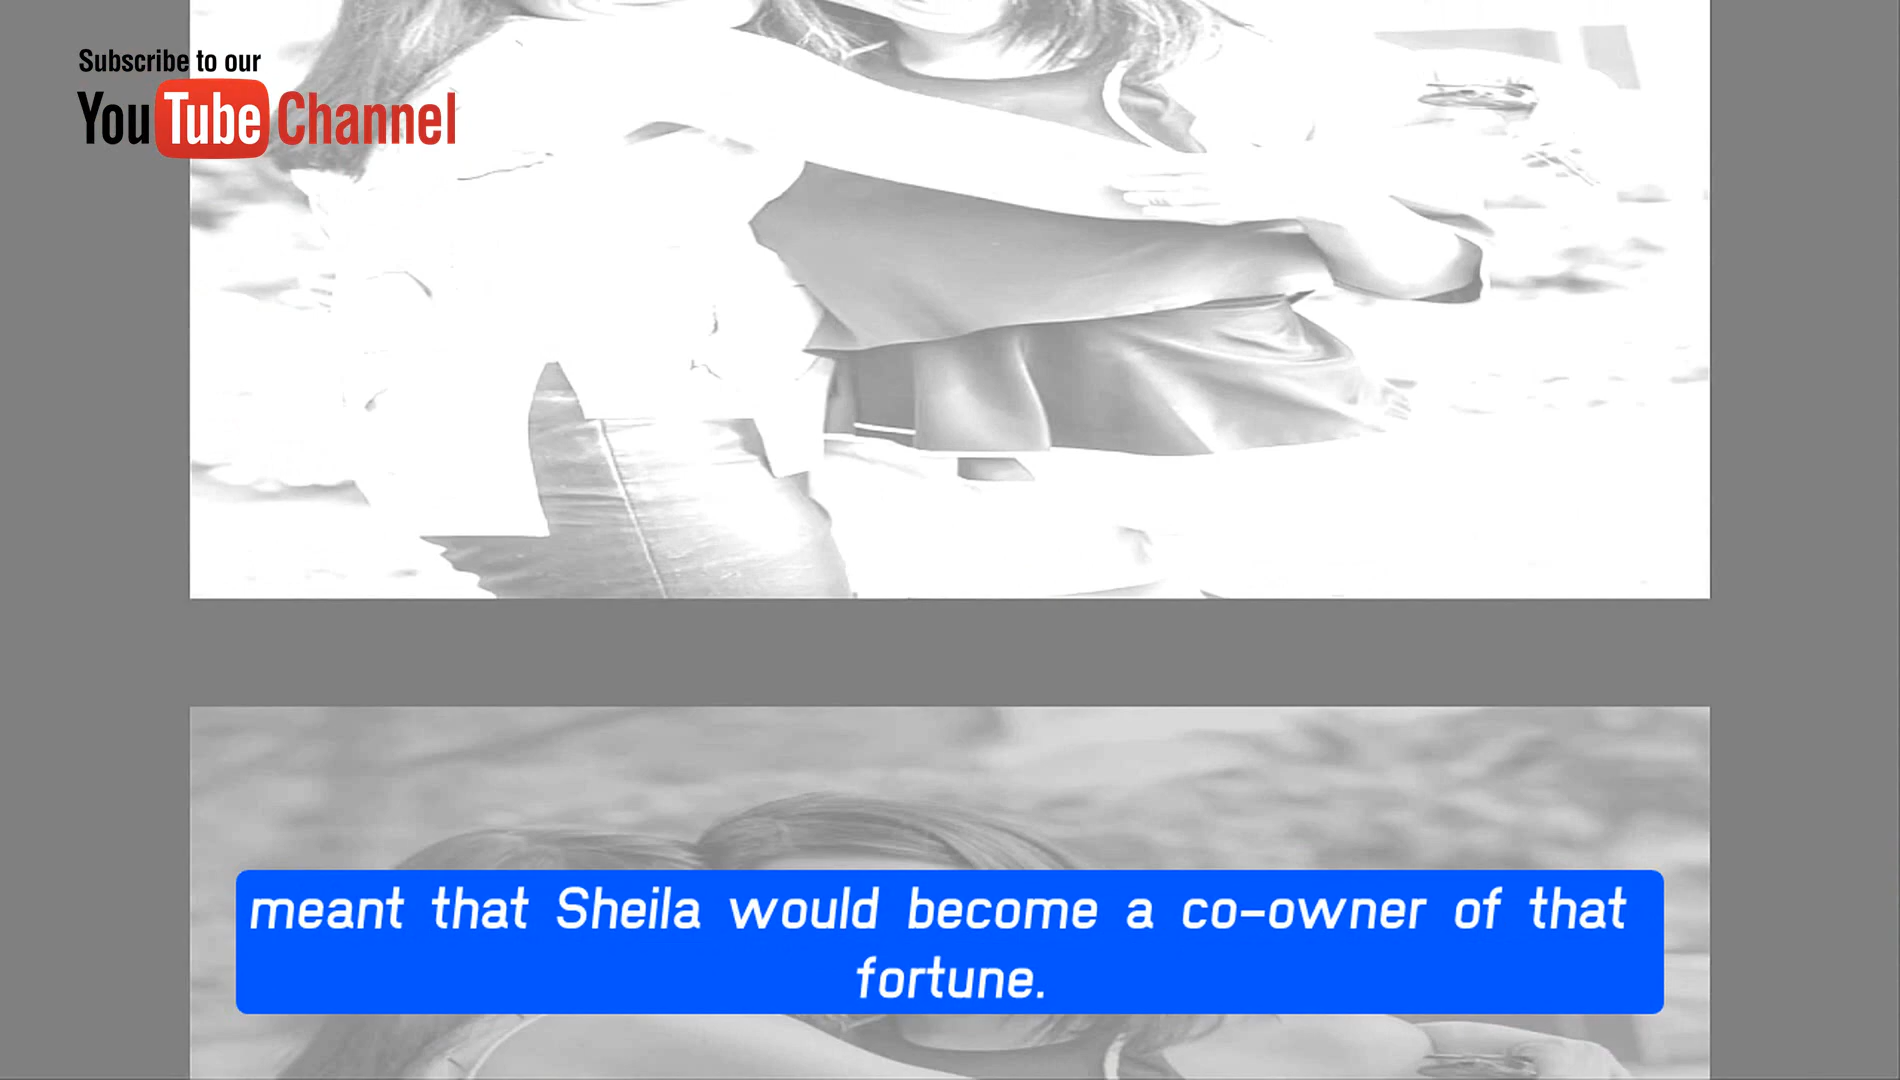 Subscribe to our
YouTube Channel
meant that Sheila would become a co-owner of that
fortune.